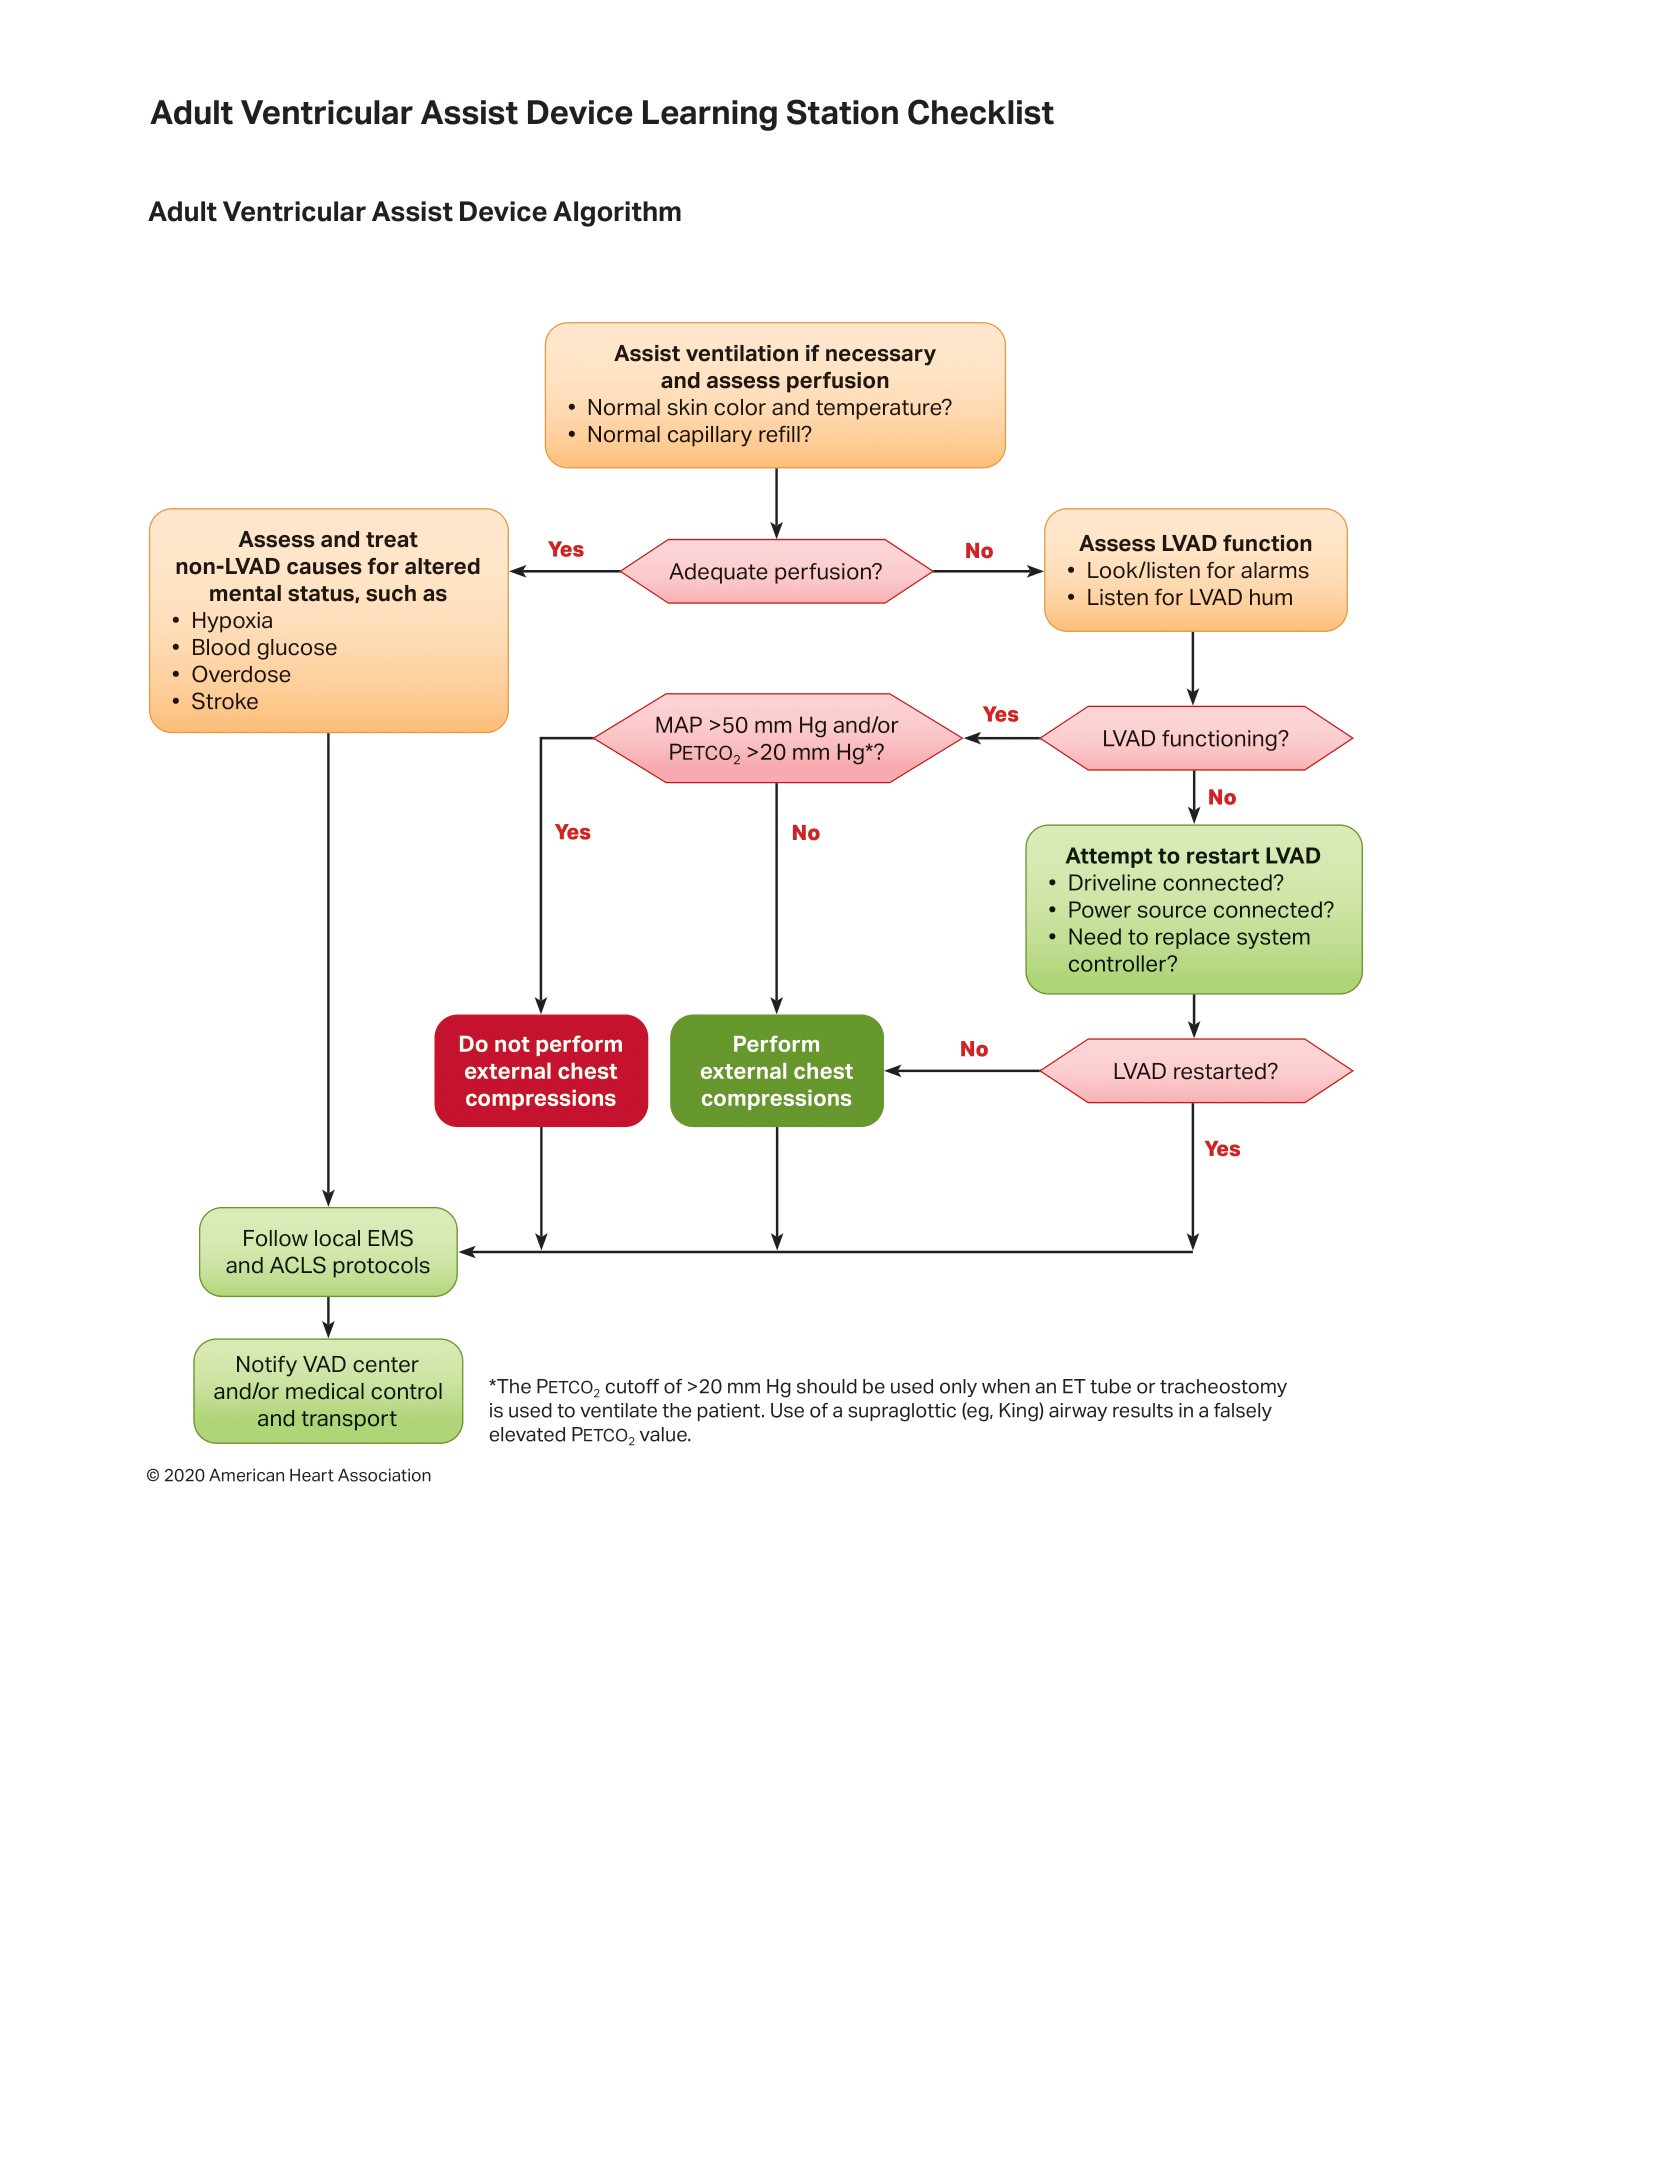 Adult Ventricular Assist Device Learning Station Checklist
Adult Ventricular Assist Device Algorithm
Assist ventilation if necessary
and assess perfusion
• Normal skin color and temperature?
• Normal capillary refill?
Adequate perfusion?
Yes
No
Assess and treat
non-LVAD causes for altered
mental status, such as
• Hypoxia
• Blood glucose
• Overdose
• Stroke
Assess LVAD function
• Look/listen for alarms
• Listen for LVAD hum
LVAD functioning?
Yes
No
MAP >50 mm Hg and/or
PETCO₂ >20 mm Hg*?
Yes
No
Attempt to restart LVAD
• Driveline connected?
• Power source connected?
• Need to replace system
controller?
Do not perform
external chest
compressions
Perform
external chest
compressions
No
LVAD restarted?
Yes
Follow local EMS
and ACLS protocols
Notify VAD center
and/or medical control
and transport
*The PETCO₂ cutoff of >20 mm Hg should be used only when an ET tube or tracheostomy
is used to ventilate the patient. Use of a supraglottic (eg, King) airway results in a falsely
elevated PETCO₂ value.
© 2020 American Heart Association